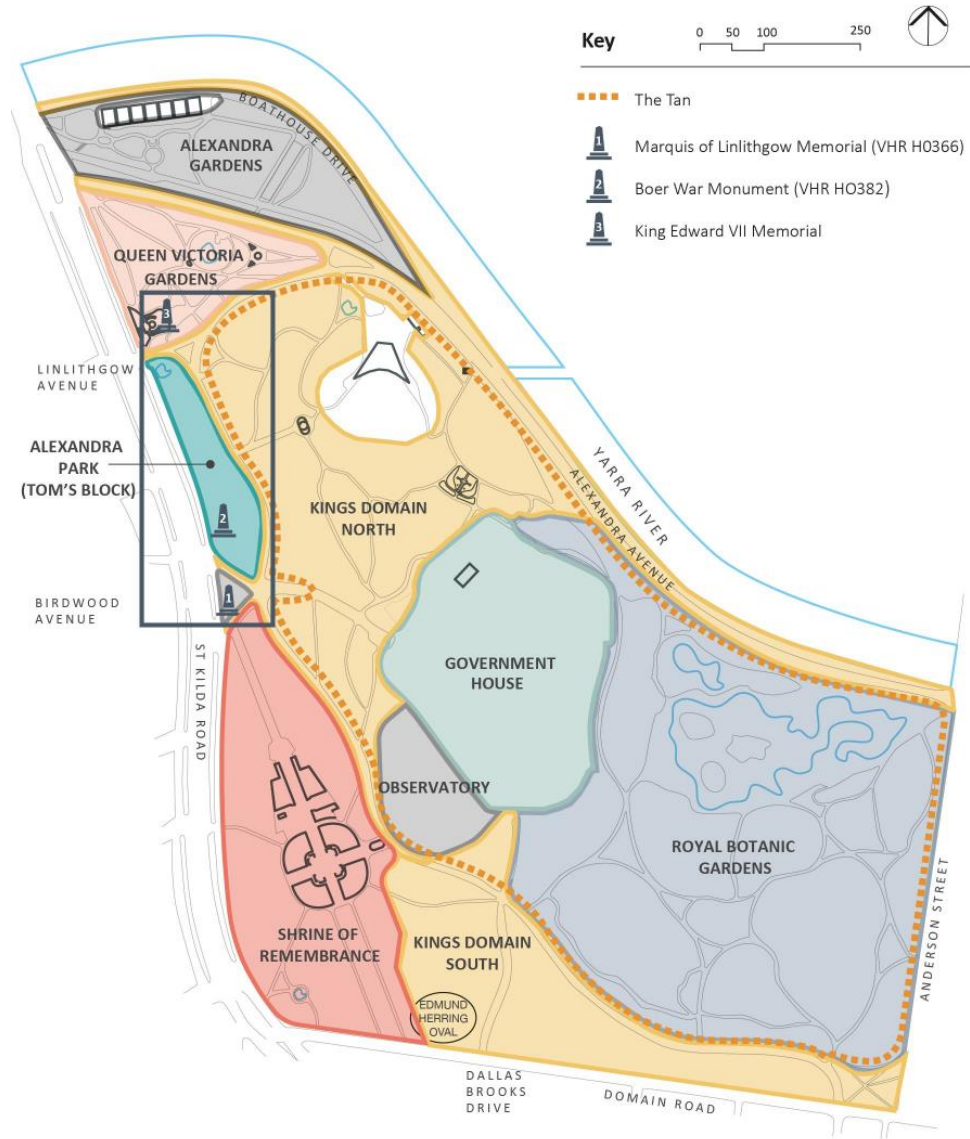 Key
0 50 100 250
The Tan
1
Marquis of Linlithgow Memorial (VHR H0366)
2
Boer War Monument (VHR HO382)
3
King Edward VII Memorial
BOATHOUSE DRIVE
ALEXANDRA
GARDENS
QUEEN VICTORIA
GARDENS
3
LINLITHGOW
AVENUE
ALEXANDRA
PARK
(TOM'S BLOCK)
2
KINGS DOMAIN
NORTH
YARRA RIVER
ALEXANDRA AVENUE
BIRDWOOD
AVENUE
1
ST KILDA ROAD
GOVERNMENT
HOUSE
OBSERVATORY
ROYAL BOTANIC
GARDENS
ANDERSON STREET
SHRINE OF
REMEMBRANCE
KINGS DOMAIN
SOUTH
EDMUND
HERRING
OVAL
DALLAS
BROOKS
DRIVE
DOMAIN ROAD